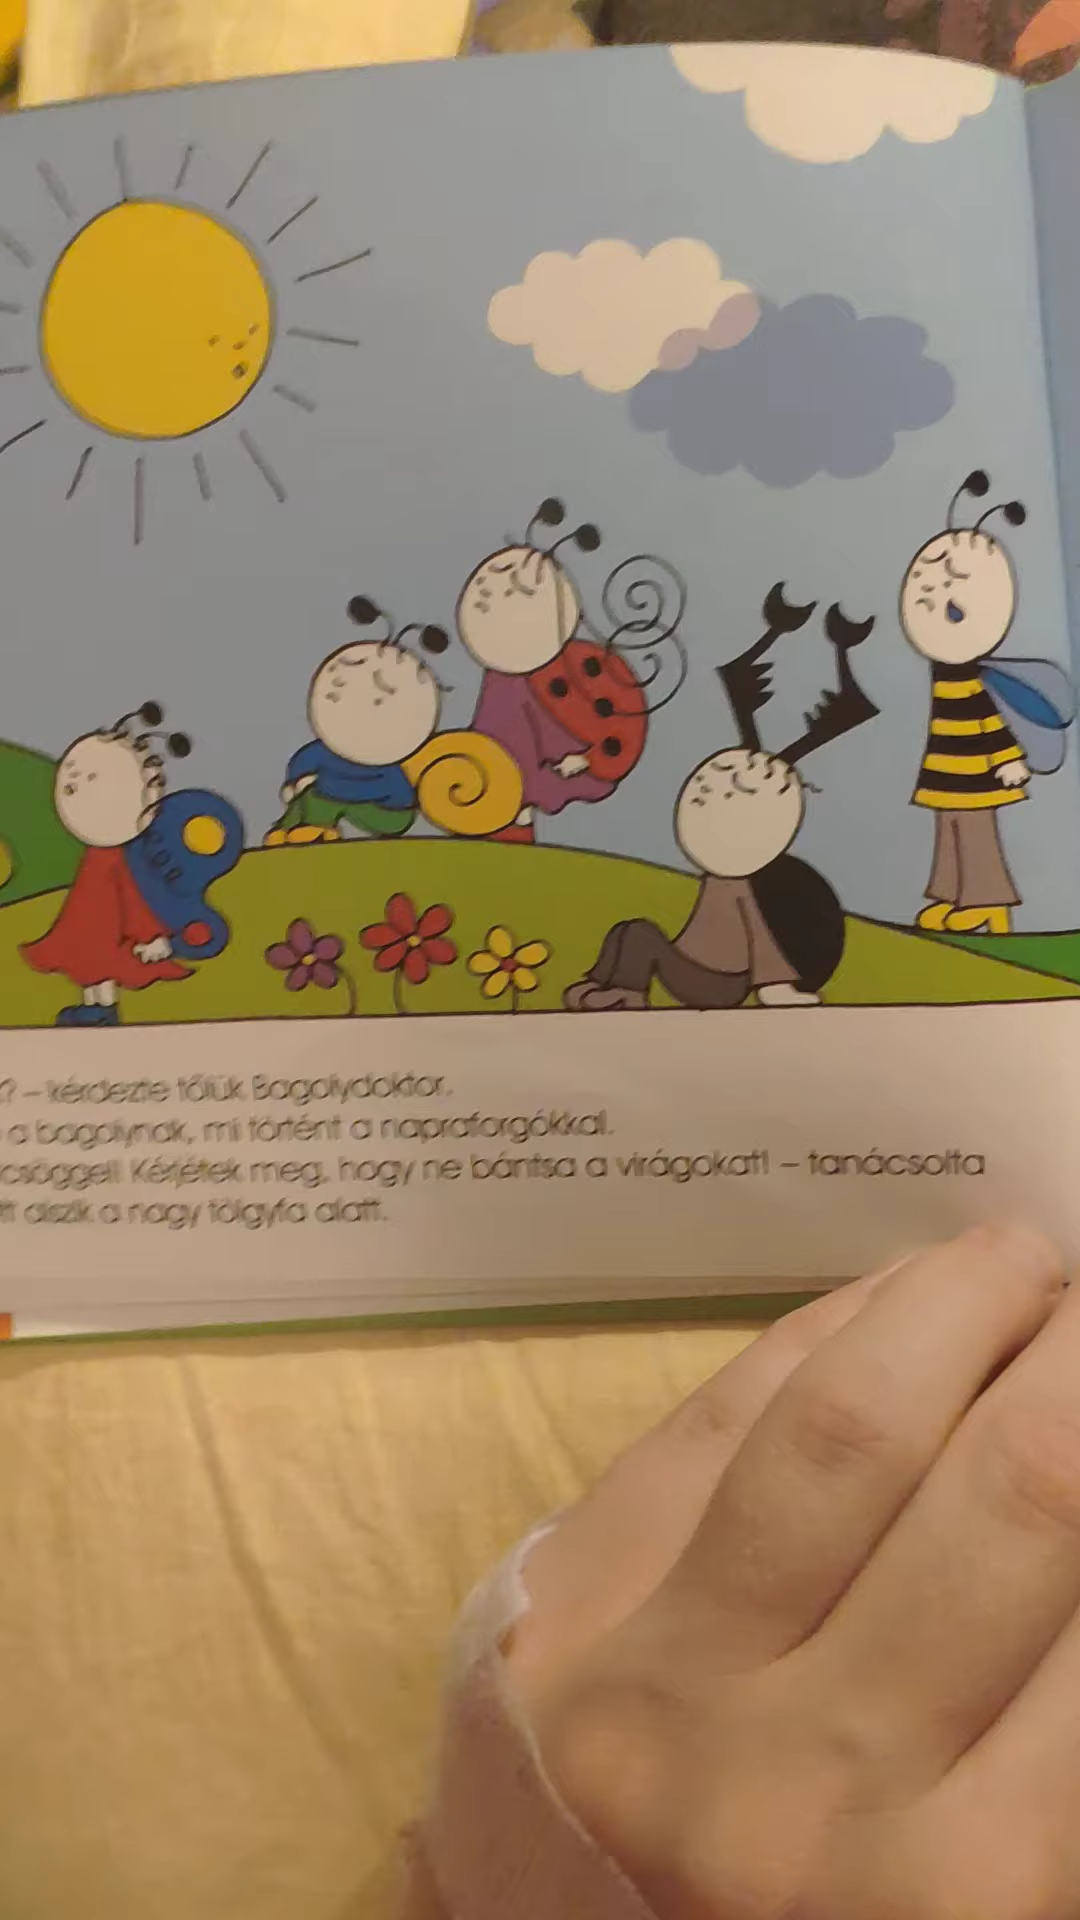 ? – kérdezte tőlük Bagolydoktor.
a bagolynak, mi történt a napraforgókkal.
csöggel! Kérjétek meg, hogy ne bántsa a virágokat! – tanácsolta
tt alszik a nagy tölgyfa alatt.